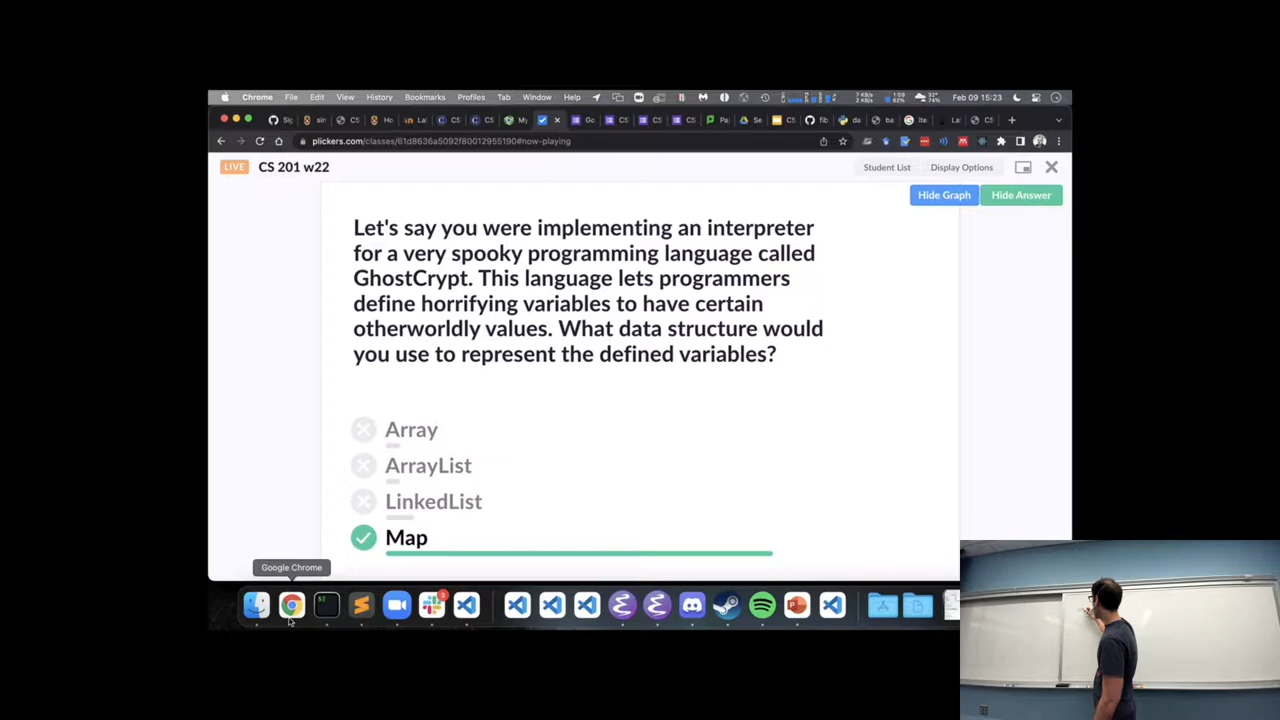 Chrome File Edit View History Bookmarks Profiles Tab Window Help
Feb 09 15:23
plickers.com/classes/61d8636a5092f80012955190#now-playing
LIVE CS 201 w22
Student List Display Options
Hide Graph Hide Answer
Let's say you were implementing an interpreter
for a very spooky programming language called
GhostCrypt. This language lets programmers
define horrifying variables to have certain
otherworldly values. What data structure would
you use to represent the defined variables?
Array
ArrayList
LinkedList
Map
Google Chrome